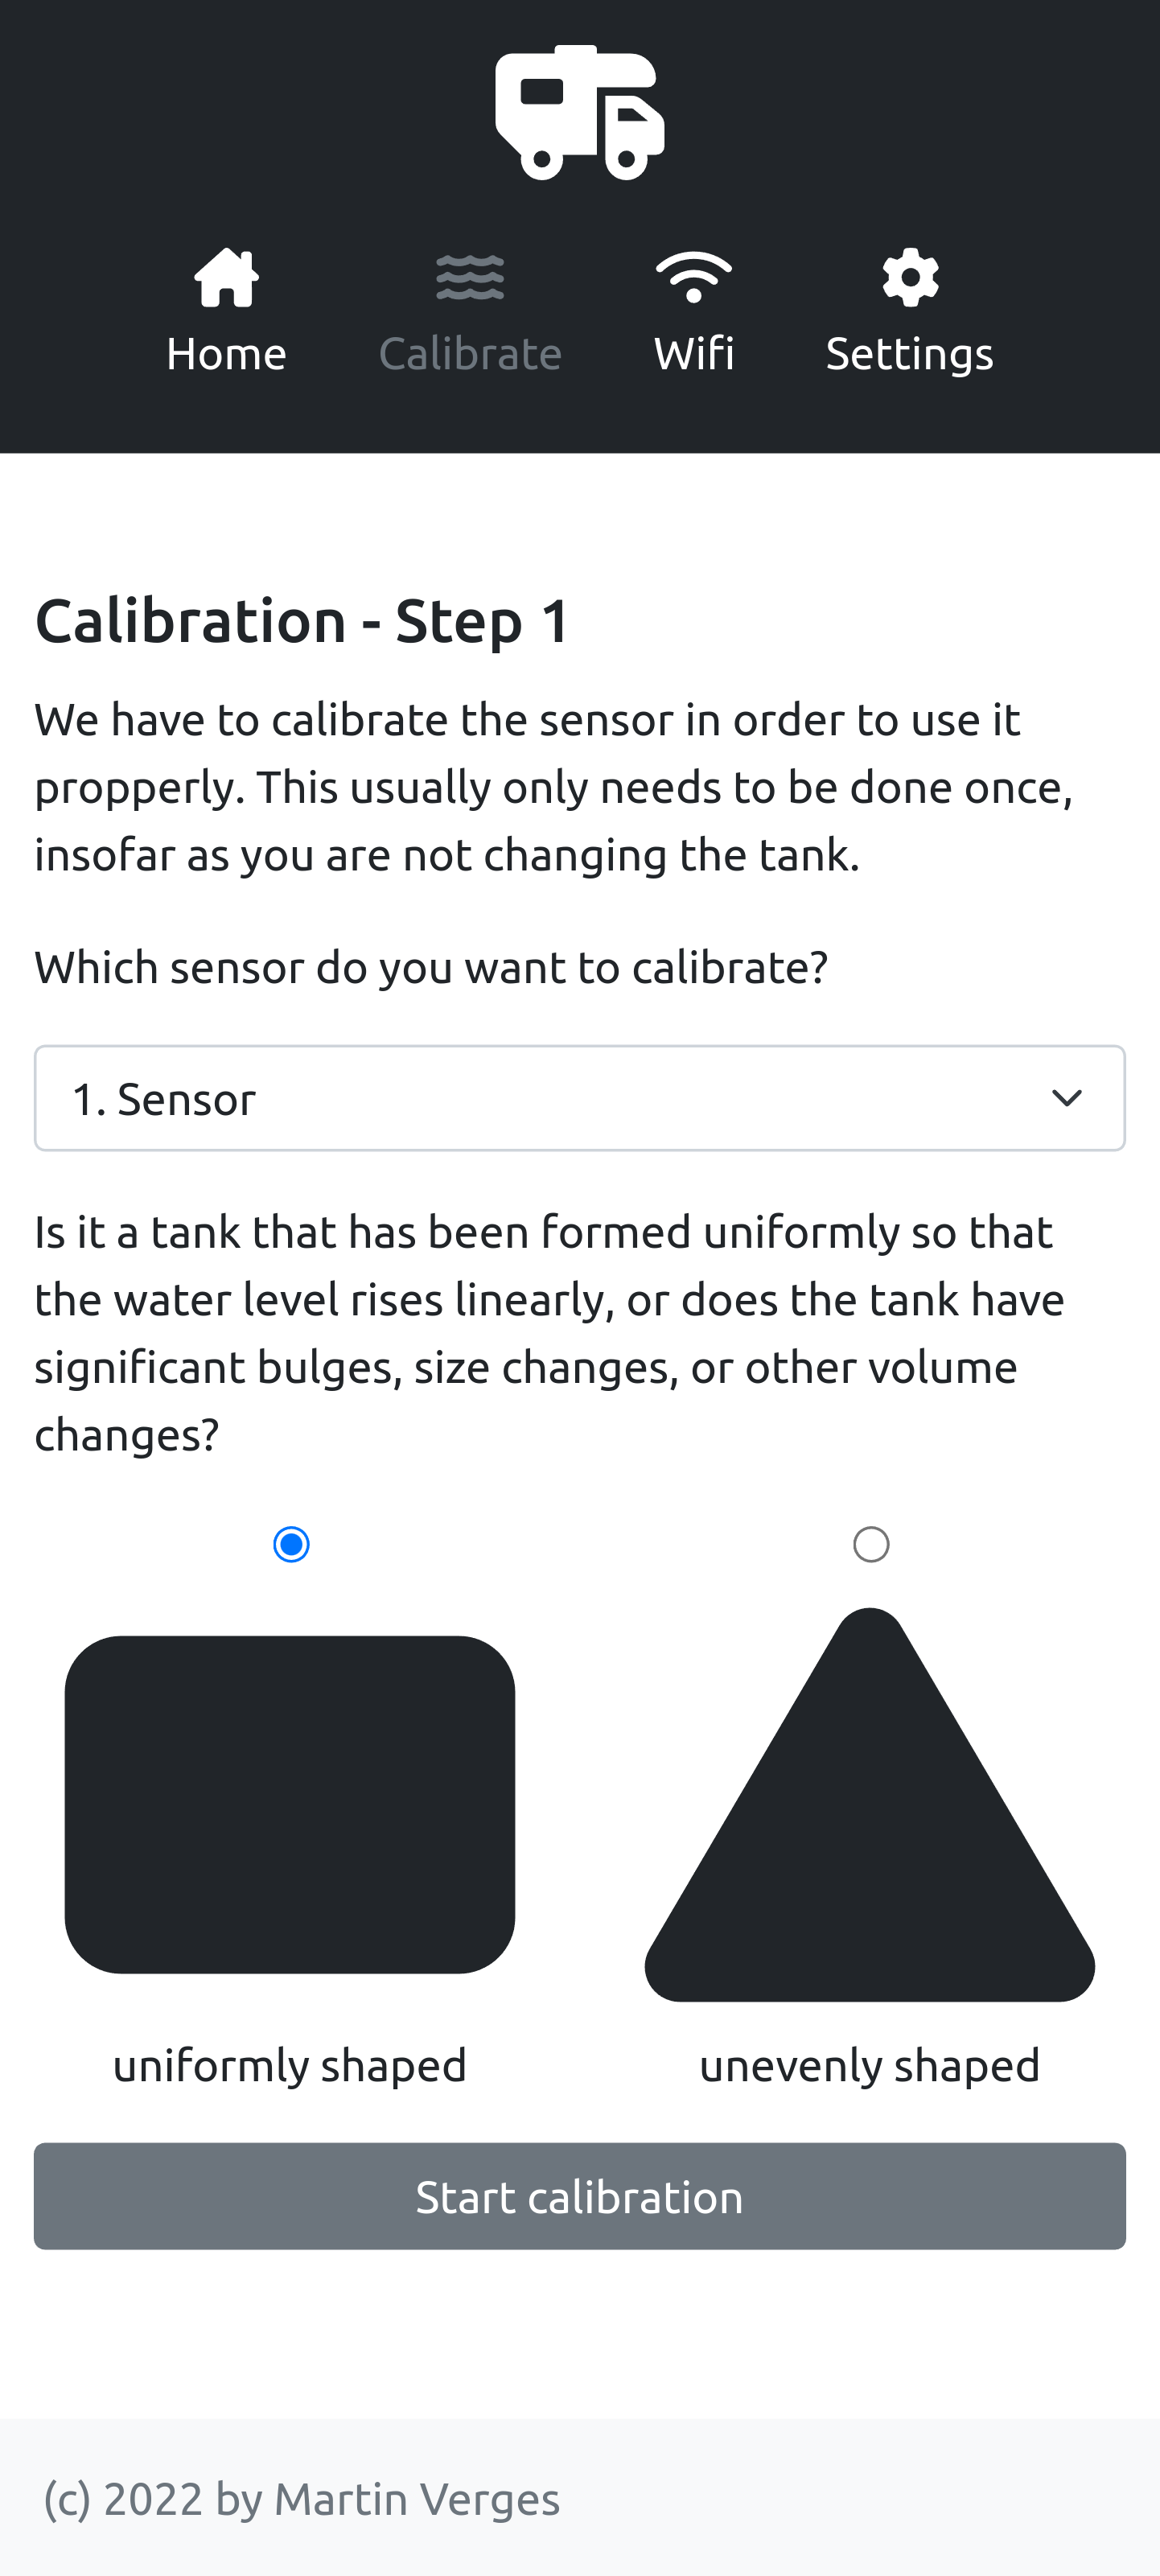 Home
Calibrate
Wifi
Settings
Calibration - Step 1
We have to calibrate the sensor in order to use it
propperly. This usually only needs to be done once,
insofar as you are not changing the tank.
Which sensor do you want to calibrate?
1. Sensor
Is it a tank that has been formed uniformly so that
the water level rises linearly, or does the tank have
significant bulges, size changes, or other volume
changes?
uniformly shaped
unevenly shaped
Start calibration
(c) 2022 by Martin Verges